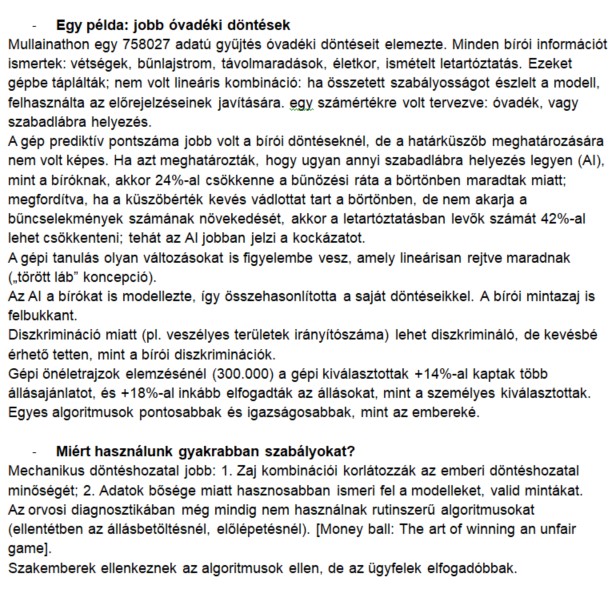 - Egy példa: jobb óvadéki döntések
Mullainathon egy 758027 adatú gyűjtés óvadéki döntéseit elemezte. Minden bírói információt
ismertek: vétségek, bűnlajstrom, távolmaradások, életkor, ismételt letartóztatás. Ezeket
gépbe táplálták; nem volt lineáris kombináció: ha összetett szabályosságot észlelt a modell,
felhasználta az előrejelzéseinek javítására. egy számértékre volt tervezve: óvadék, vagy
szabadlábra helyezés.
A gép prediktív pontszáma jobb volt a bírói döntéseknél, de a határküszöb meghatározására
nem volt képes. Ha azt meghatározták, hogy ugyan annyi szabadlábra helyezés legyen (AI),
mint a bíróknak, akkor 24%-al csökkenne a bűnözési ráta a börtönben maradtak miatt;
megfordítva, ha a küszöbérték kevés vádlottat tart a börtönben, de nem akarja a
bűncselekmények számának növekedését, akkor a letartóztatásban levők számát 42%-al
lehet csökkenteni; tehát az AI jobban jelzi a kockázatot.
A gépi tanulás olyan változásokat is figyelembe vesz, amely lineárisan rejtve maradnak
(„törött láb” koncepció).
Az AI a bírókat is modellezte, így összehasonlította a saját döntéseikkel. A bírói mintazaj is
felbukkant.
Diszkrimináció miatt (pl. veszélyes területek irányítószáma) lehet diszkrimináló, de kevésbé
érhető tetten, mint a bírói diszkriminációk.
Gépi önéletrajzok elemzésénél (300.000) a gépi kiválasztottak +14%-al kaptak több
állásajánlatot, és +18%-al inkább elfogadták az állásokat, mint a személyes kiválasztottak.
Egyes algoritmusok pontosabbak és igazságosabbak, mint az embereké.
- Miért használunk gyakrabban szabályokat?
Mechanikus döntéshozatal jobb: 1. Zaj kombinációi korlátozzák az emberi döntéshozatal
minőségét; 2. Adatok bősége miatt hasznosabban ismeri fel a modelleket, valid mintákat.
Az orvosi diagnosztikában még mindig nem használnak rutinszerű algoritmusokat
(ellentétben az állásbetöltésnél, előlépetésnél). [Money ball: The art of winning an unfair
game].
Szakemberek ellenkeznek az algoritmusok ellen, de az ügyfelek elfogadóbbak.